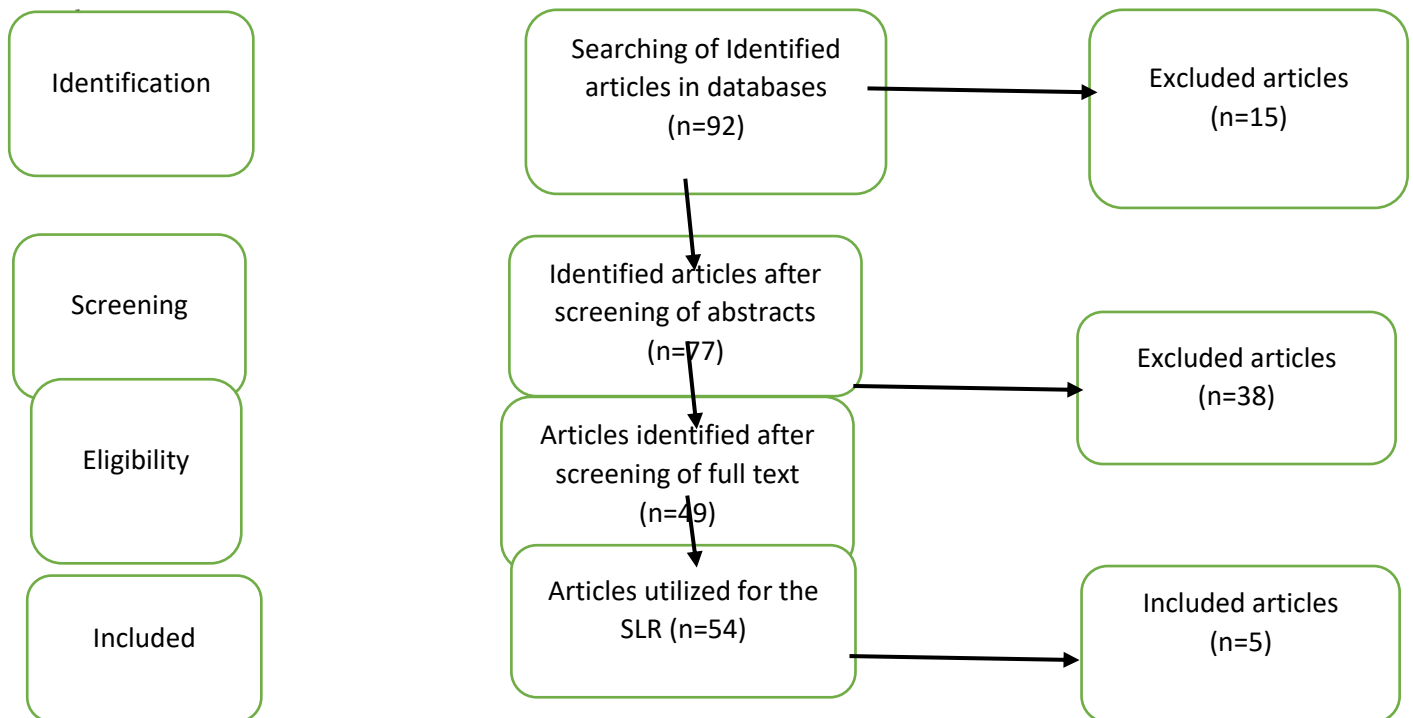 Identification
Searching of Identified
articles in databases
(n=92)
Excluded articles
(n=15)
Screening
Identified articles after
screening of abstracts
(n=77)
Excluded articles
(n=38)
Eligibility
Articles identified after
screening of full text
(n=49)
Included
Articles utilized for the
SLR (n=54)
Included articles
(n=5)